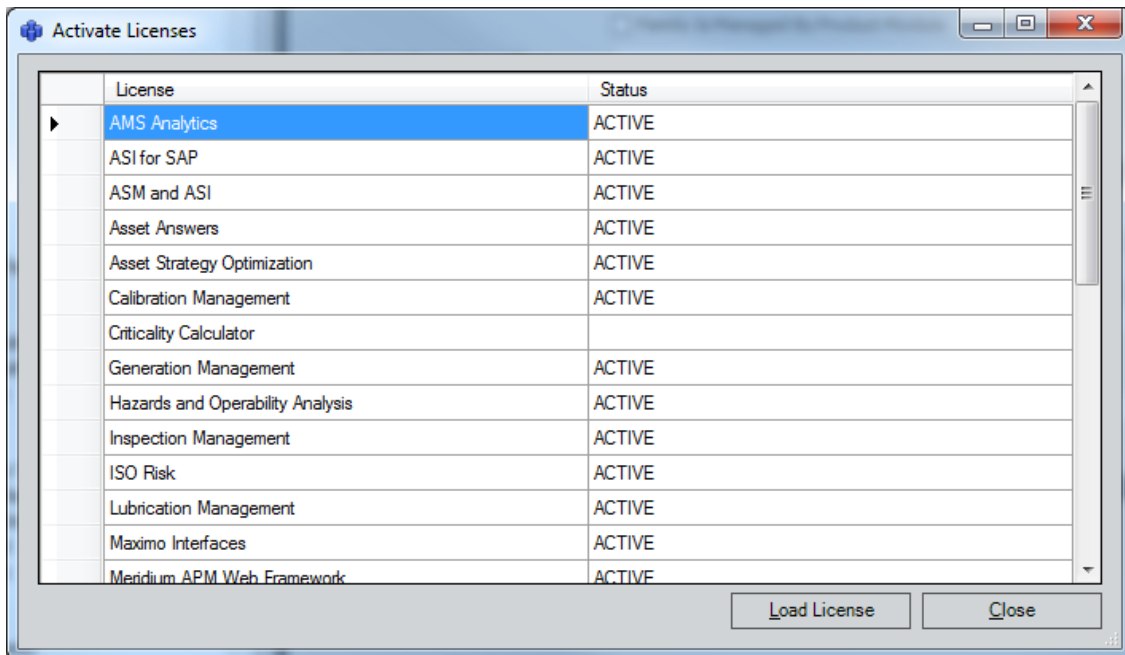 Activate Licenses
License Status
AMS Analytics ACTIVE
ASI for SAP ACTIVE
ASM and ASI ACTIVE
Asset Answers ACTIVE
Asset Strategy Optimization ACTIVE
Calibration Management ACTIVE
Criticality Calculator
Generation Management ACTIVE
Hazards and Operability Analysis ACTIVE
Inspection Management ACTIVE
ISO Risk ACTIVE
Lubrication Management ACTIVE
Maximo Interfaces ACTIVE
Meridium APM Web Framework ACTIVE
Load License Close